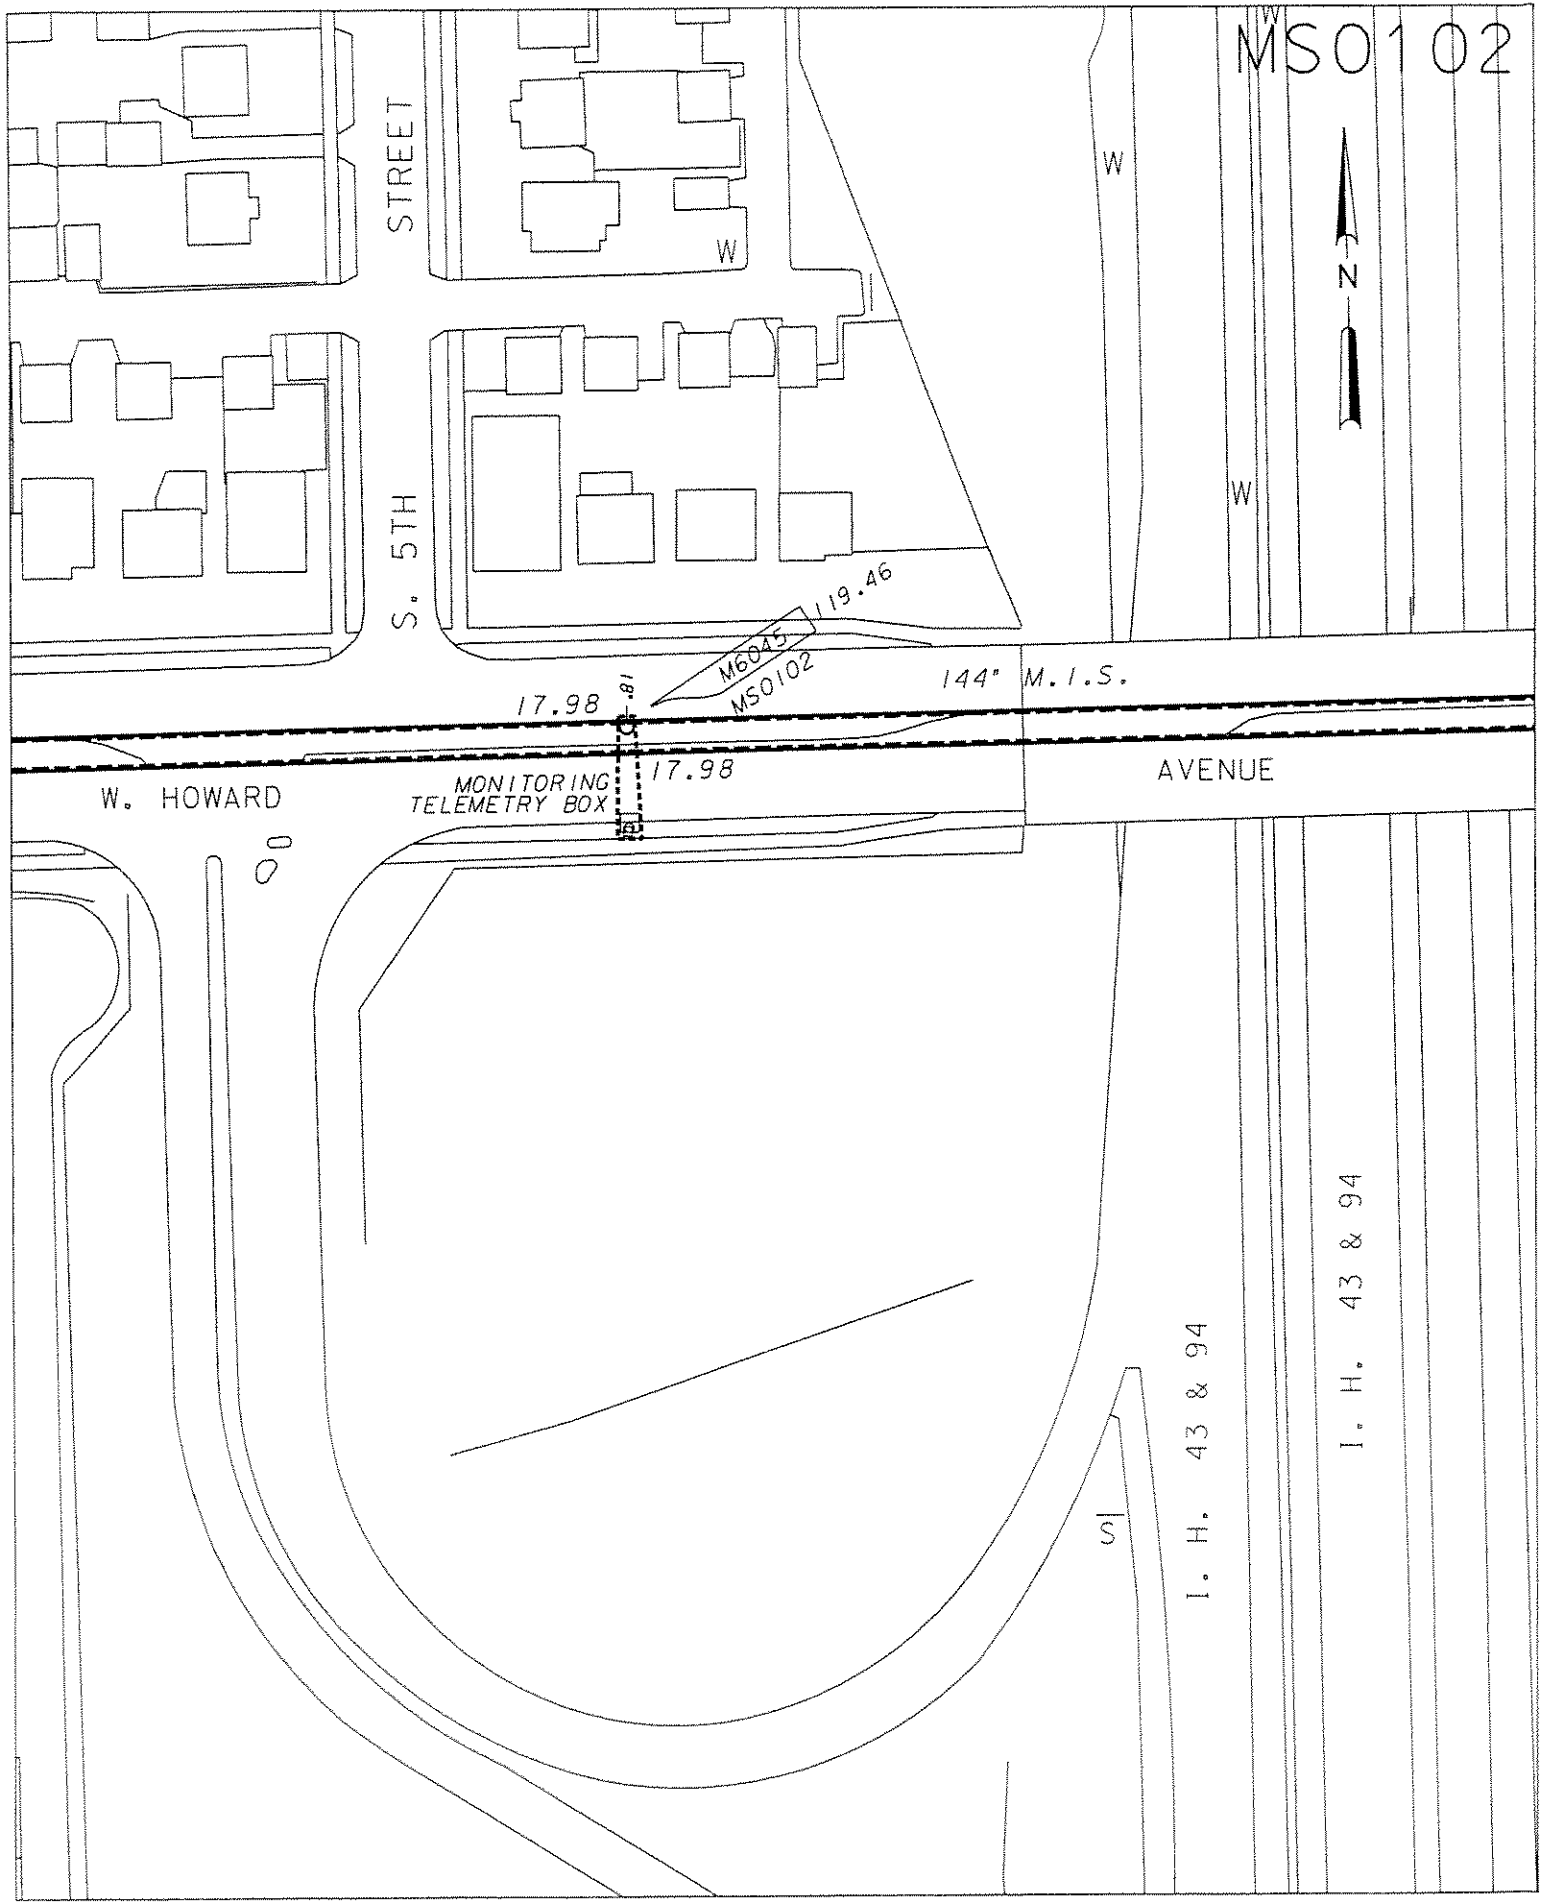 W
MS0102
STREET
W
W
N
W
S. 5TH
119.46
M6045
MS0102
144" M.I.S.
17.98
.81
17.98
AVENUE
W. HOWARD
MONITORING
TELEMETRY BOX
I. H. 43 & 94
I. H. 43 & 94
S